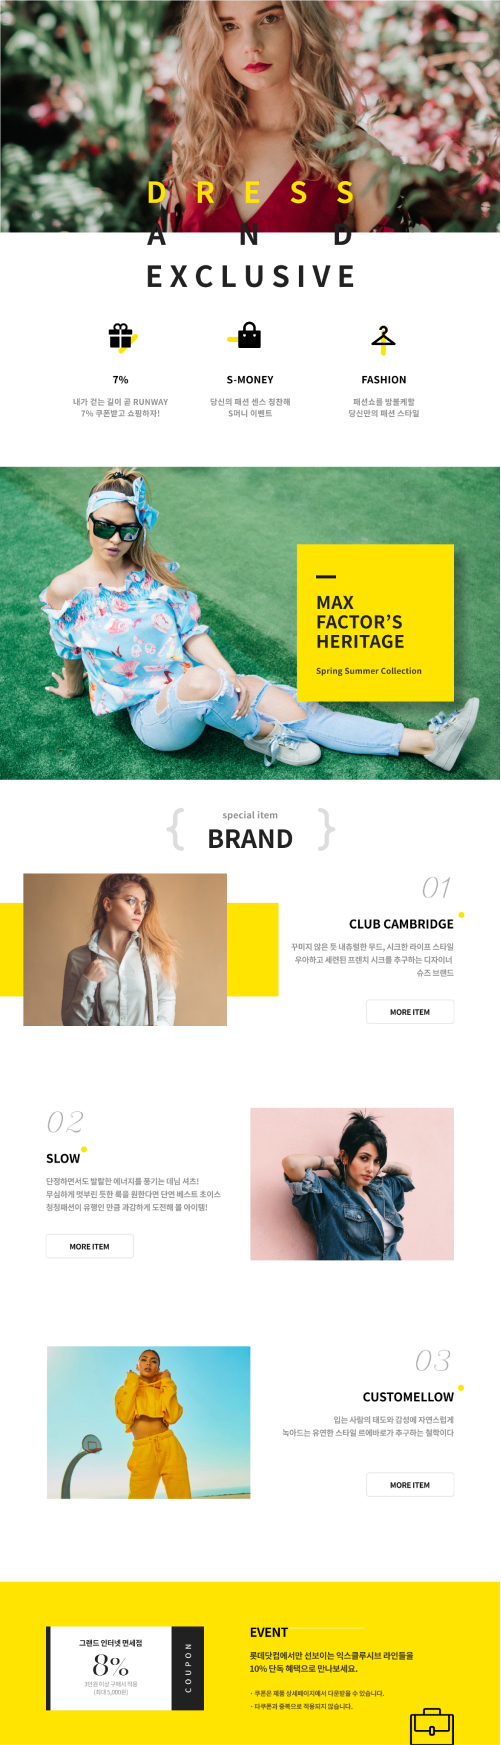 DRESS
AND
EXCLUSIVE
7%
내가 걷는 길이 곧 RUNWAY
7% 쿠폰받고 쇼핑하자!
S-MONEY
당신의 패션 센스 칭찬해
S머니 이벤트
FASHION
패션쇼를 방불케할
당신만의 패션 스타일
MAX
FACTOR'S
HERITAGE
Spring Summer Collection
special item
{ BRAND }
01
CLUB CAMBRIDGE
꾸미지 않은 듯 내츄럴한 무드, 시크한 라이프 스타일
우아하고 세련된 프렌치 시크를 추구하는 디자이너
슈즈 브랜드
MORE ITEM
02
SLOW
단정하면서도 발랄한 에너지를 풍기는 데님 셔츠!
무심하게 멋부린 듯한 룩을 원한다면 단연 베스트 초이스
청청패션이 유행인 만큼 과감하게 도전해 볼 아이템!
MORE ITEM
03
CUSTOMELLOW
입는 사람의 태도와 감성에 자연스럽게
녹아드는 유연한 스타일 르에바로가 추구하는 철학이다
MORE ITEM
그랜드 인터넷 면세점
8%
3만원 이상 구매시 적용
(최대 5,000원)
COUPON
EVENT
롯데닷컴에서만 선보이는 익스클루시브 라인들을
10% 단독 혜택으로 만나보세요.
· 쿠폰은 제품 상세페이지에서 다운받을 수 있습니다.
· 타쿠폰과 중복으로 적용되지 않습니다.